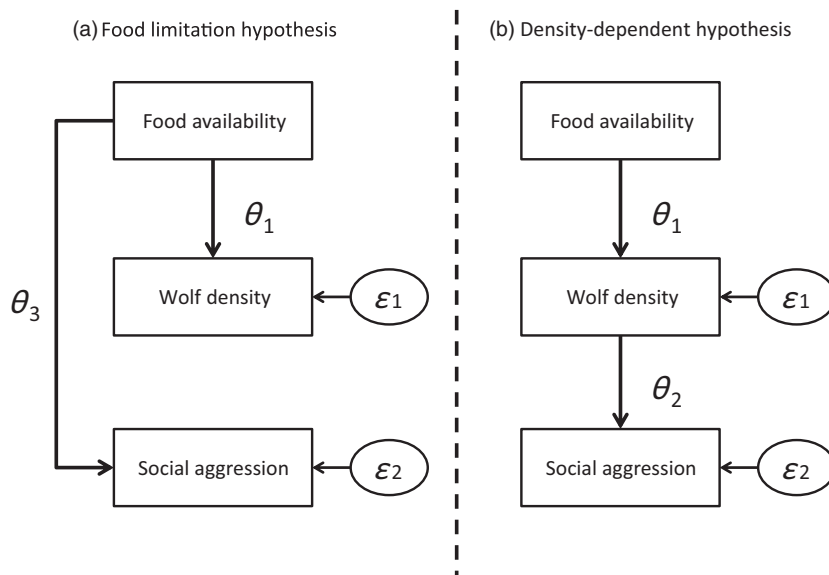 (a) Food limitation hypothesis
Food availability
θ1
Wolf density
ε1
θ3
Social aggression
ε2
(b) Density-dependent hypothesis
Food availability
θ1
Wolf density
ε1
θ2
Social aggression
ε2